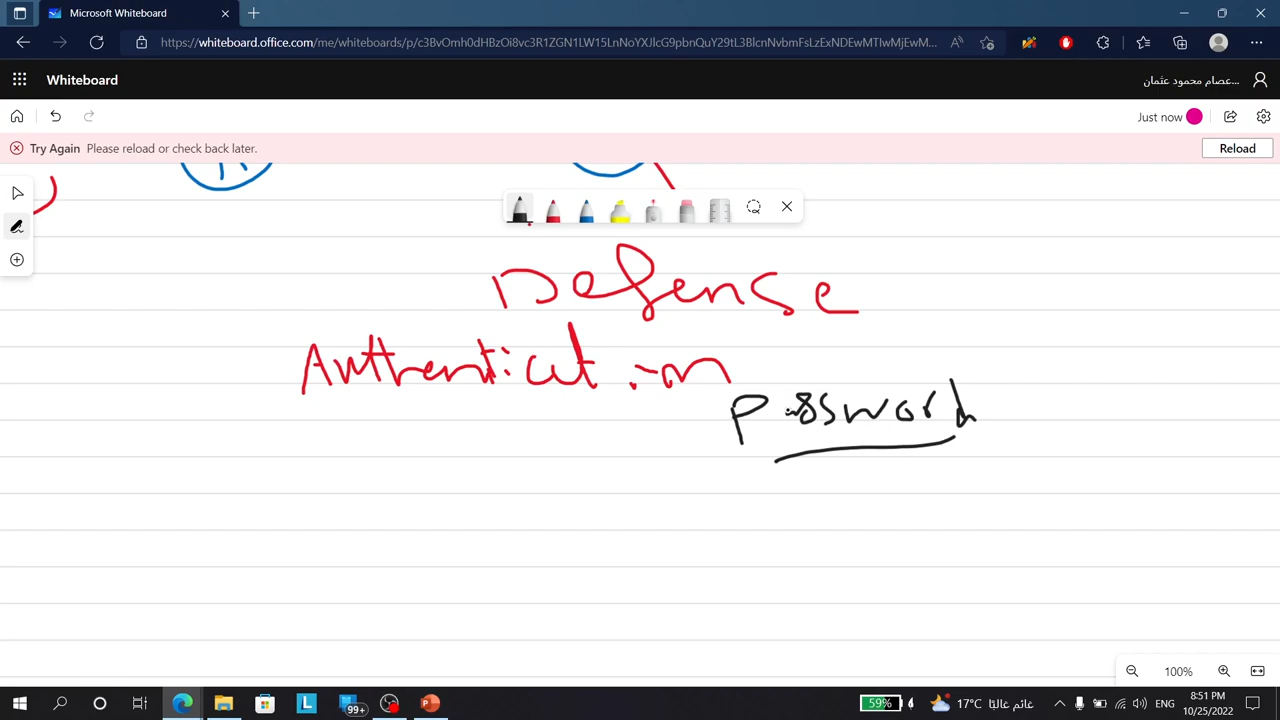 Microsoft Whiteboard
https://whiteboard.office.com/me/whiteboards/p/c3BvOmh0dHBzOi8vc3R1ZGN1LW15LnNoYXJlcG9pbnQuY29tL3BlcnNvbmFsLzExNDEwMTIwMjEwM...
Whiteboard
عصام محمود عثمان...
Just now
Try Again Please reload or check back later.
Reload
Defense
Authentication
password
100%
L
99+
59%
17°C غائم غالبًا
ENG
8:51 PM
10/25/2022